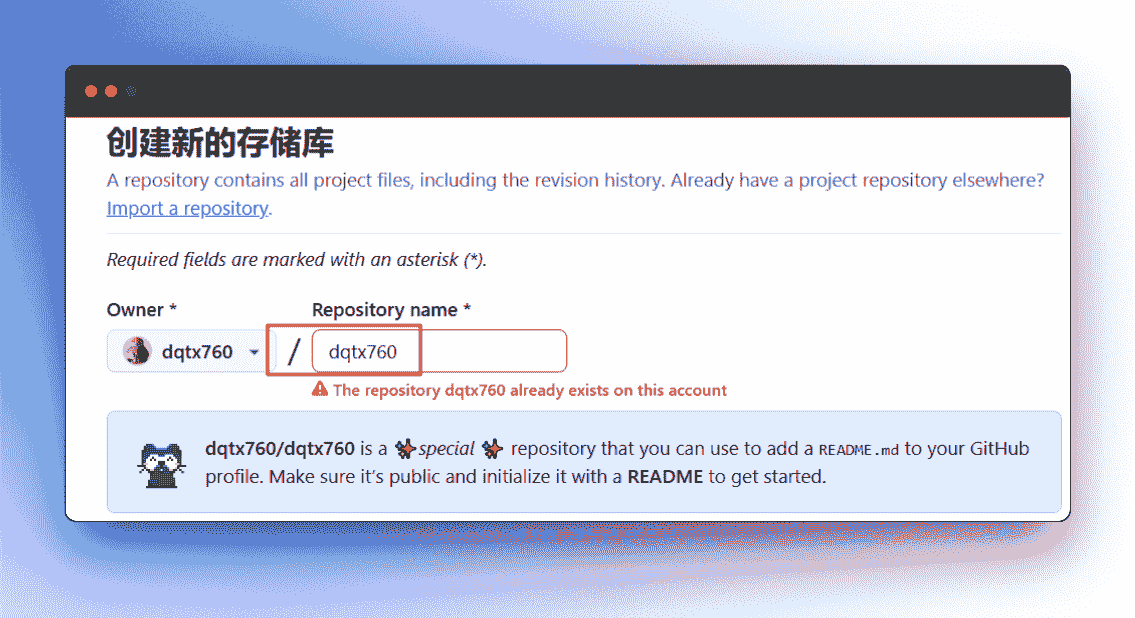 创建新的存储库
A repository contains all project files, including the revision history. Already have a project repository elsewhere?
Import a repository.
Required fields are marked with an asterisk (*).
Owner * Repository name *
dqtx760 / dqtx760
The repository dqtx760 already exists on this account
dqtx760/dqtx760 is a special repository that you can use to add a README.md to your GitHub
profile. Make sure it’s public and initialize it with a README to get started.